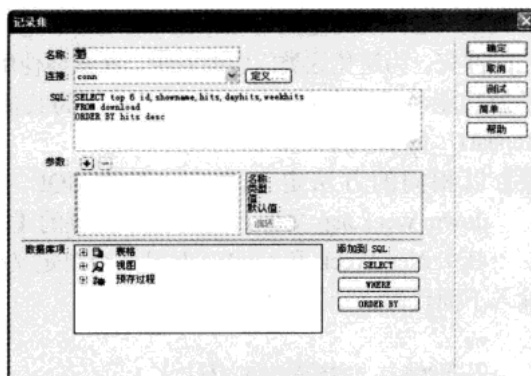 记录集
名称:
连接: conn
定义...
SQL: SELECT top 6 id,showname,hits,dayhits,weekhits
FROM download
ORDER BY hits desc
参数:
名称:
类型:
值:
默认值:
编辑...
数据库项:
表格
视图
预存过程
添加到 SQL:
SELECT
WHERE
ORDER BY
确定
取消
测试
简单...
帮助